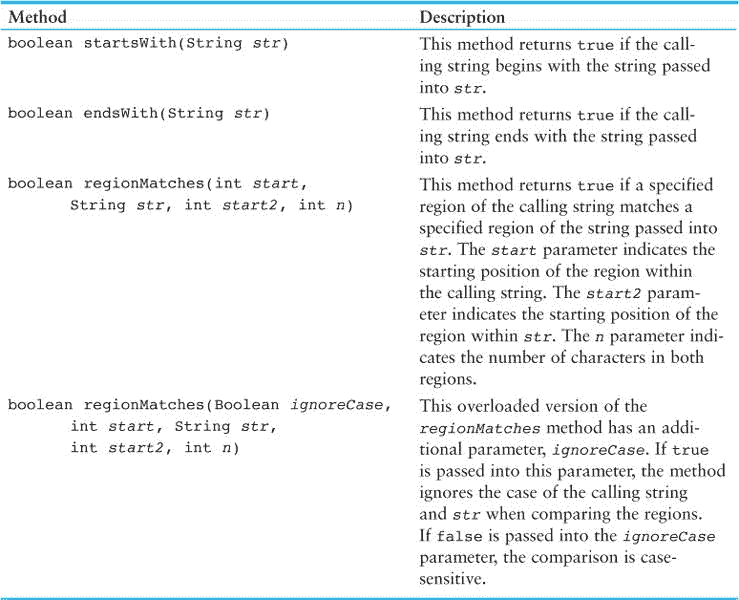 Method Description
boolean startsWith(String str) This method returns true if the call-
ing string begins with the string passed
into str.
boolean endsWith(String str) This method returns true if the call-
ing string ends with the string passed
into str.
boolean regionMatches(int start, This method returns true if a specified
String str, int start2, int n) region of the calling string matches a
specified region of the string passed into
str. The start parameter indicates the
starting position of the region within
the calling string. The start2 param-
eter indicates the starting position of the
region within str. The n parameter indi-
cates the number of characters in both
regions.
boolean regionMatches(Boolean ignoreCase, This overloaded version of the
int start, String str, regionMatches method has an addi-
int start2, int n) tional parameter, ignoreCase. If true
is passed into this parameter, the method
ignores the case of the calling string
and str when comparing the regions.
If false is passed into the ignoreCase
parameter, the comparison is case-
sensitive.